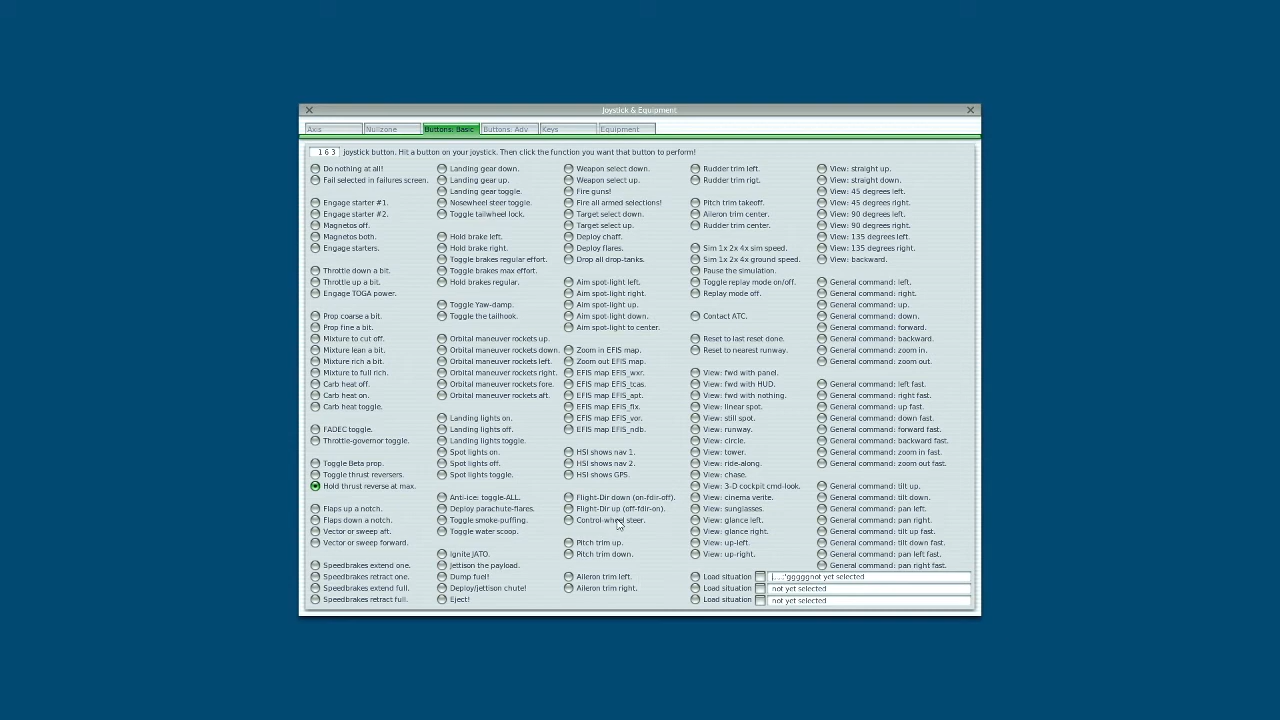 Joystick & Equipment
Axis
Nullzone
Buttons: Basic
Buttons: Adv
Keys
Equipment
163 joystick button. Hit a button on your joystick. Then click the function you want that button to perform!
Do nothing at all!
Fail selected in failures screen.
Engage starter #1.
Engage starter #2.
Magnetos off.
Magnetos both.
Engage starters.
Throttle down a bit.
Throttle up a bit.
Engage TOGA power.
Prop coarse a bit.
Prop fine a bit.
Mixture to cut off.
Mixture lean a bit.
Mixture rich a bit.
Mixture to full rich.
Carb heat off.
Carb heat on.
Carb heat toggle.
FADEC toggle.
Throttle-governor toggle.
Toggle Beta prop.
Toggle thrust reversers.
Hold thrust reverse at max.
Flaps up a notch.
Flaps down a notch.
Vector or sweep aft.
Vector or sweep forward.
Speedbrakes extend one.
Speedbrakes retract one.
Speedbrakes extend full.
Speedbrakes retract full.
Landing gear down.
Landing gear up.
Landing gear toggle.
Nosewheel steer toggle.
Toggle tailwheel lock.
Hold brake left.
Hold brake right.
Toggle brakes regular effort.
Toggle brakes max effort.
Hold brakes regular.
Toggle Yaw-damp.
Toggle the tailhook.
Orbital maneuver rockets up.
Orbital maneuver rockets down.
Orbital maneuver rockets left.
Orbital maneuver rockets right.
Orbital maneuver rockets fore.
Orbital maneuver rockets aft.
Landing lights on.
Landing lights off.
Landing lights toggle.
Spot lights on.
Spot lights off.
Spot lights toggle.
Anti-ice: toggle-ALL.
Deploy parachute-flares.
Toggle smoke-puffing.
Toggle water scoop.
Ignite JATO.
Jettison the payload.
Dump fuel!
Deploy/jettison chute!
Eject!
Weapon select down.
Weapon select up.
Fire guns!
Fire all armed selections!
Target select down.
Target select up.
Deploy chaff.
Deploy flares.
Drop all drop-tanks.
Aim spot-light left.
Aim spot-light right.
Aim spot-light up.
Aim spot-light down.
Aim spot-light to center.
Zoom in EFIS map.
Zoom out EFIS map.
EFIS map EFIS_wxr.
EFIS map EFIS_tcas.
EFIS map EFIS_apt.
EFIS map EFIS_fix.
EFIS map EFIS_vor.
EFIS map EFIS_ndb.
HSI shows nav 1.
HSI shows nav 2.
HSI shows GPS.
Flight-Dir down (on-fdir-off).
Flight-Dir up (off-fdir-on).
Control-wheel steer.
Pitch trim up.
Pitch trim down.
Aileron trim left.
Aileron trim right.
Rudder trim left.
Rudder trim rigt.
Pitch trim takeoff.
Aileron trim center.
Rudder trim center.
Sim 1x 2x 4x sim speed.
Sim 1x 2x 4x ground speed.
Pause the simulation.
Toggle replay mode on/off.
Replay mode off.
Contact ATC.
Reset to last reset done.
Reset to nearest runway.
View: fwd with panel.
View: fwd with HUD.
View: fwd with nothing.
View: linear spot.
View: still spot.
View: runway.
View: circle.
View: tower.
View: ride-along.
View: chase.
View: 3-D cockpit cmd-look.
View: cinema verite.
View: sunglasses.
View: glance left.
View: glance right.
View: up-left.
View: up-right.
Load situation
Load situation not yet selected
Load situation not yet selected
View: straight up.
View: straight down.
View: 45 degrees left.
View: 45 degrees right.
View: 90 degrees left.
View: 90 degrees right.
View: 135 degrees left.
View: 135 degrees right.
View: backward.
General command: left.
General command: right.
General command: up.
General command: down.
General command: forward.
General command: backward.
General command: zoom in.
General command: zoom out.
General command: left fast.
General command: right fast.
General command: up fast.
General command: down fast.
General command: forward fast.
General command: backward fast.
General command: zoom in fast.
General command: zoom out fast.
General command: tilt up.
General command: tilt down.
General command: pan left.
General command: pan right.
General command: tilt up fast.
General command: tilt down fast.
General command: pan left fast.
General command: pan right fast.